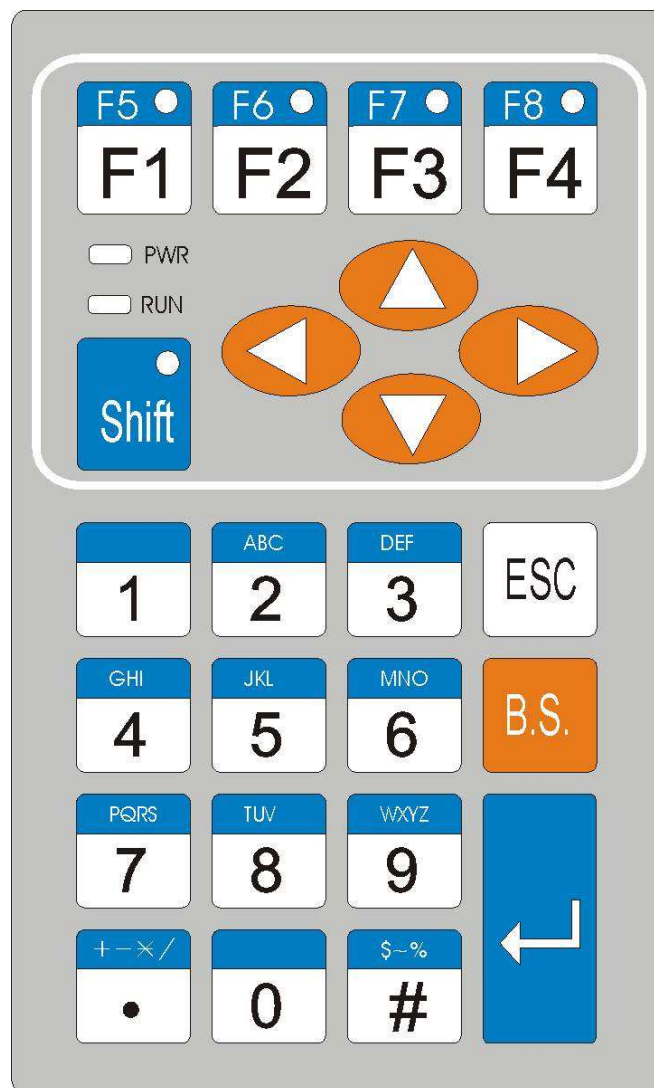 F5 F6 F7 F8
F1 F2 F3 F4
PWR
RUN
Shift
ABC DEF
1 2 3 ESC
GHI JKL MNO
4 5 6 B.S.
PQRS TUV WXYZ
7 8 9
+-×/ $~%
• 0 #